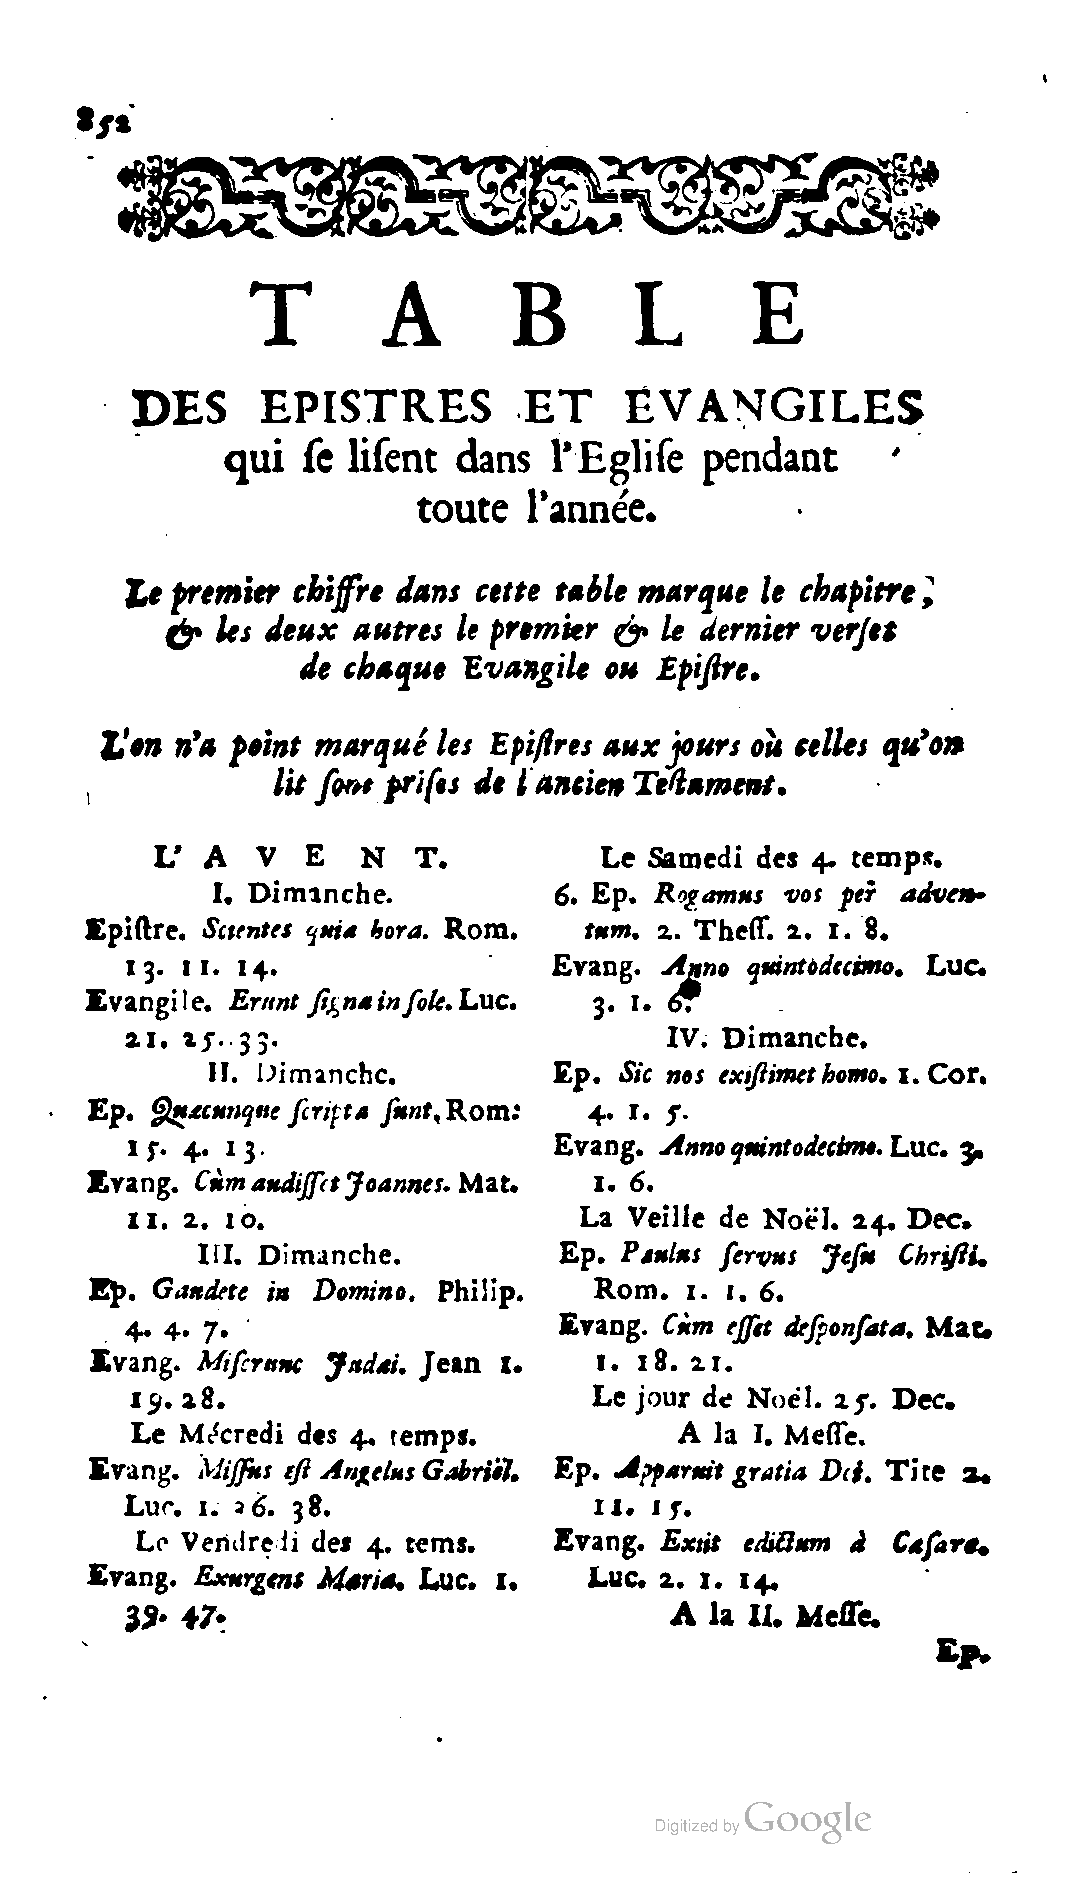 852
TABLE
DES EPISTRES ET EVANGILES
qui ſe liſent dans l'Egliſe pendant
toute l'année.
Le premier chiffre dans cette table marque le chapitre;
& les deux autres le premier & le dernier verſet
de chaque Evangile ou Epiſtre.
L'on n'a point marqué les Epiſtres aux jours où celles qu'on
lit ſont priſes de l'ancien Teſtament.
L' A V E N T.
I. Dimanche.
Epiſtre. Scientes quia hora. Rom.
13. 11. 14.
Evangile. Erunt ſigna in ſole. Luc.
21. 25. 33.
II. Dimanche.
Ep. Quæcunque ſcripta ſunt, Rom:
15. 4. 13.
Evang. Cùm audiſſet Joannes. Mat.
11. 2. 10.
III. Dimanche.
Ep. Gaudete in Domino. Philip.
4. 4. 7.
Evang. Miſerunt Judæi. Jean 1.
19. 28.
Le Mécredi des 4. temps.
Evang. Miſſus eſt Angelus Gabriël.
Luc. 1. 26. 38.
Le Vendredi des 4. tems.
Evang. Exurgens Maria. Luc. 1.
39. 47.
Le Samedi des 4. temps.
6. Ep. Rogamus vos per adven-
tum. 2. Theſſ. 2. 1. 8.
Evang. Anno quintodecimo. Luc.
3. 1. 6.
IV. Dimanche.
Ep. Sic nos exiſtimet homo. 1. Cor.
4. 1. 5.
Evang. Anno quintodecimo. Luc. 3.
1. 6.
La Veille de Noël. 24. Dec.
Ep. Paulus ſervus Jeſu Chriſti.
Rom. 1. 1. 6.
Evang. Cùm eſſet deſponſata. Mat.
1. 18. 21.
Le jour de Noël. 25. Dec.
A la I. Meſſe.
Ep. Apparuit gratia Dei. Tite 2.
11. 15.
Evang. Exiit edictum à Cæſare.
Luc. 2. 1. 14.
A la II. Meſſe.
Ep.
Digitized by Google